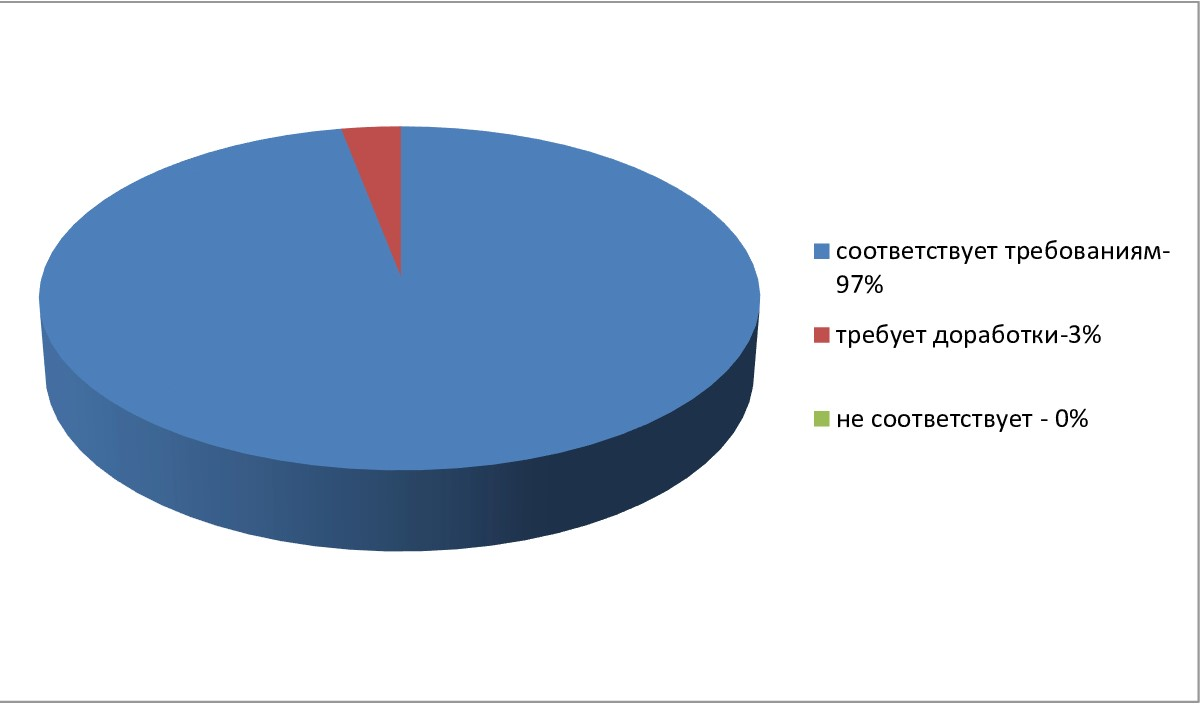 соответствует требованиям-
97%
требует доработки-3%
не соответствует - 0%